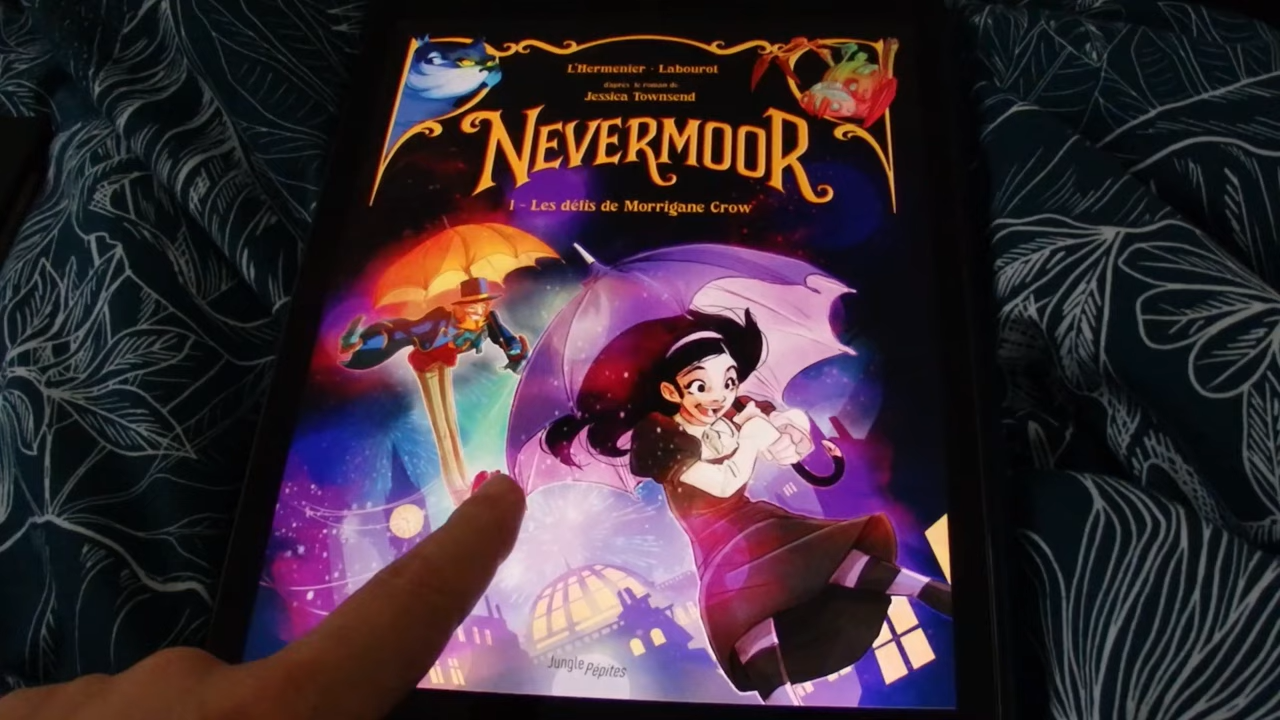 L'Hermenier · Labourot
d'après le roman de
Jessica Townsend
NEVERMOOR
1 - Les défis de Morrigane Crow
Jungle Pépites